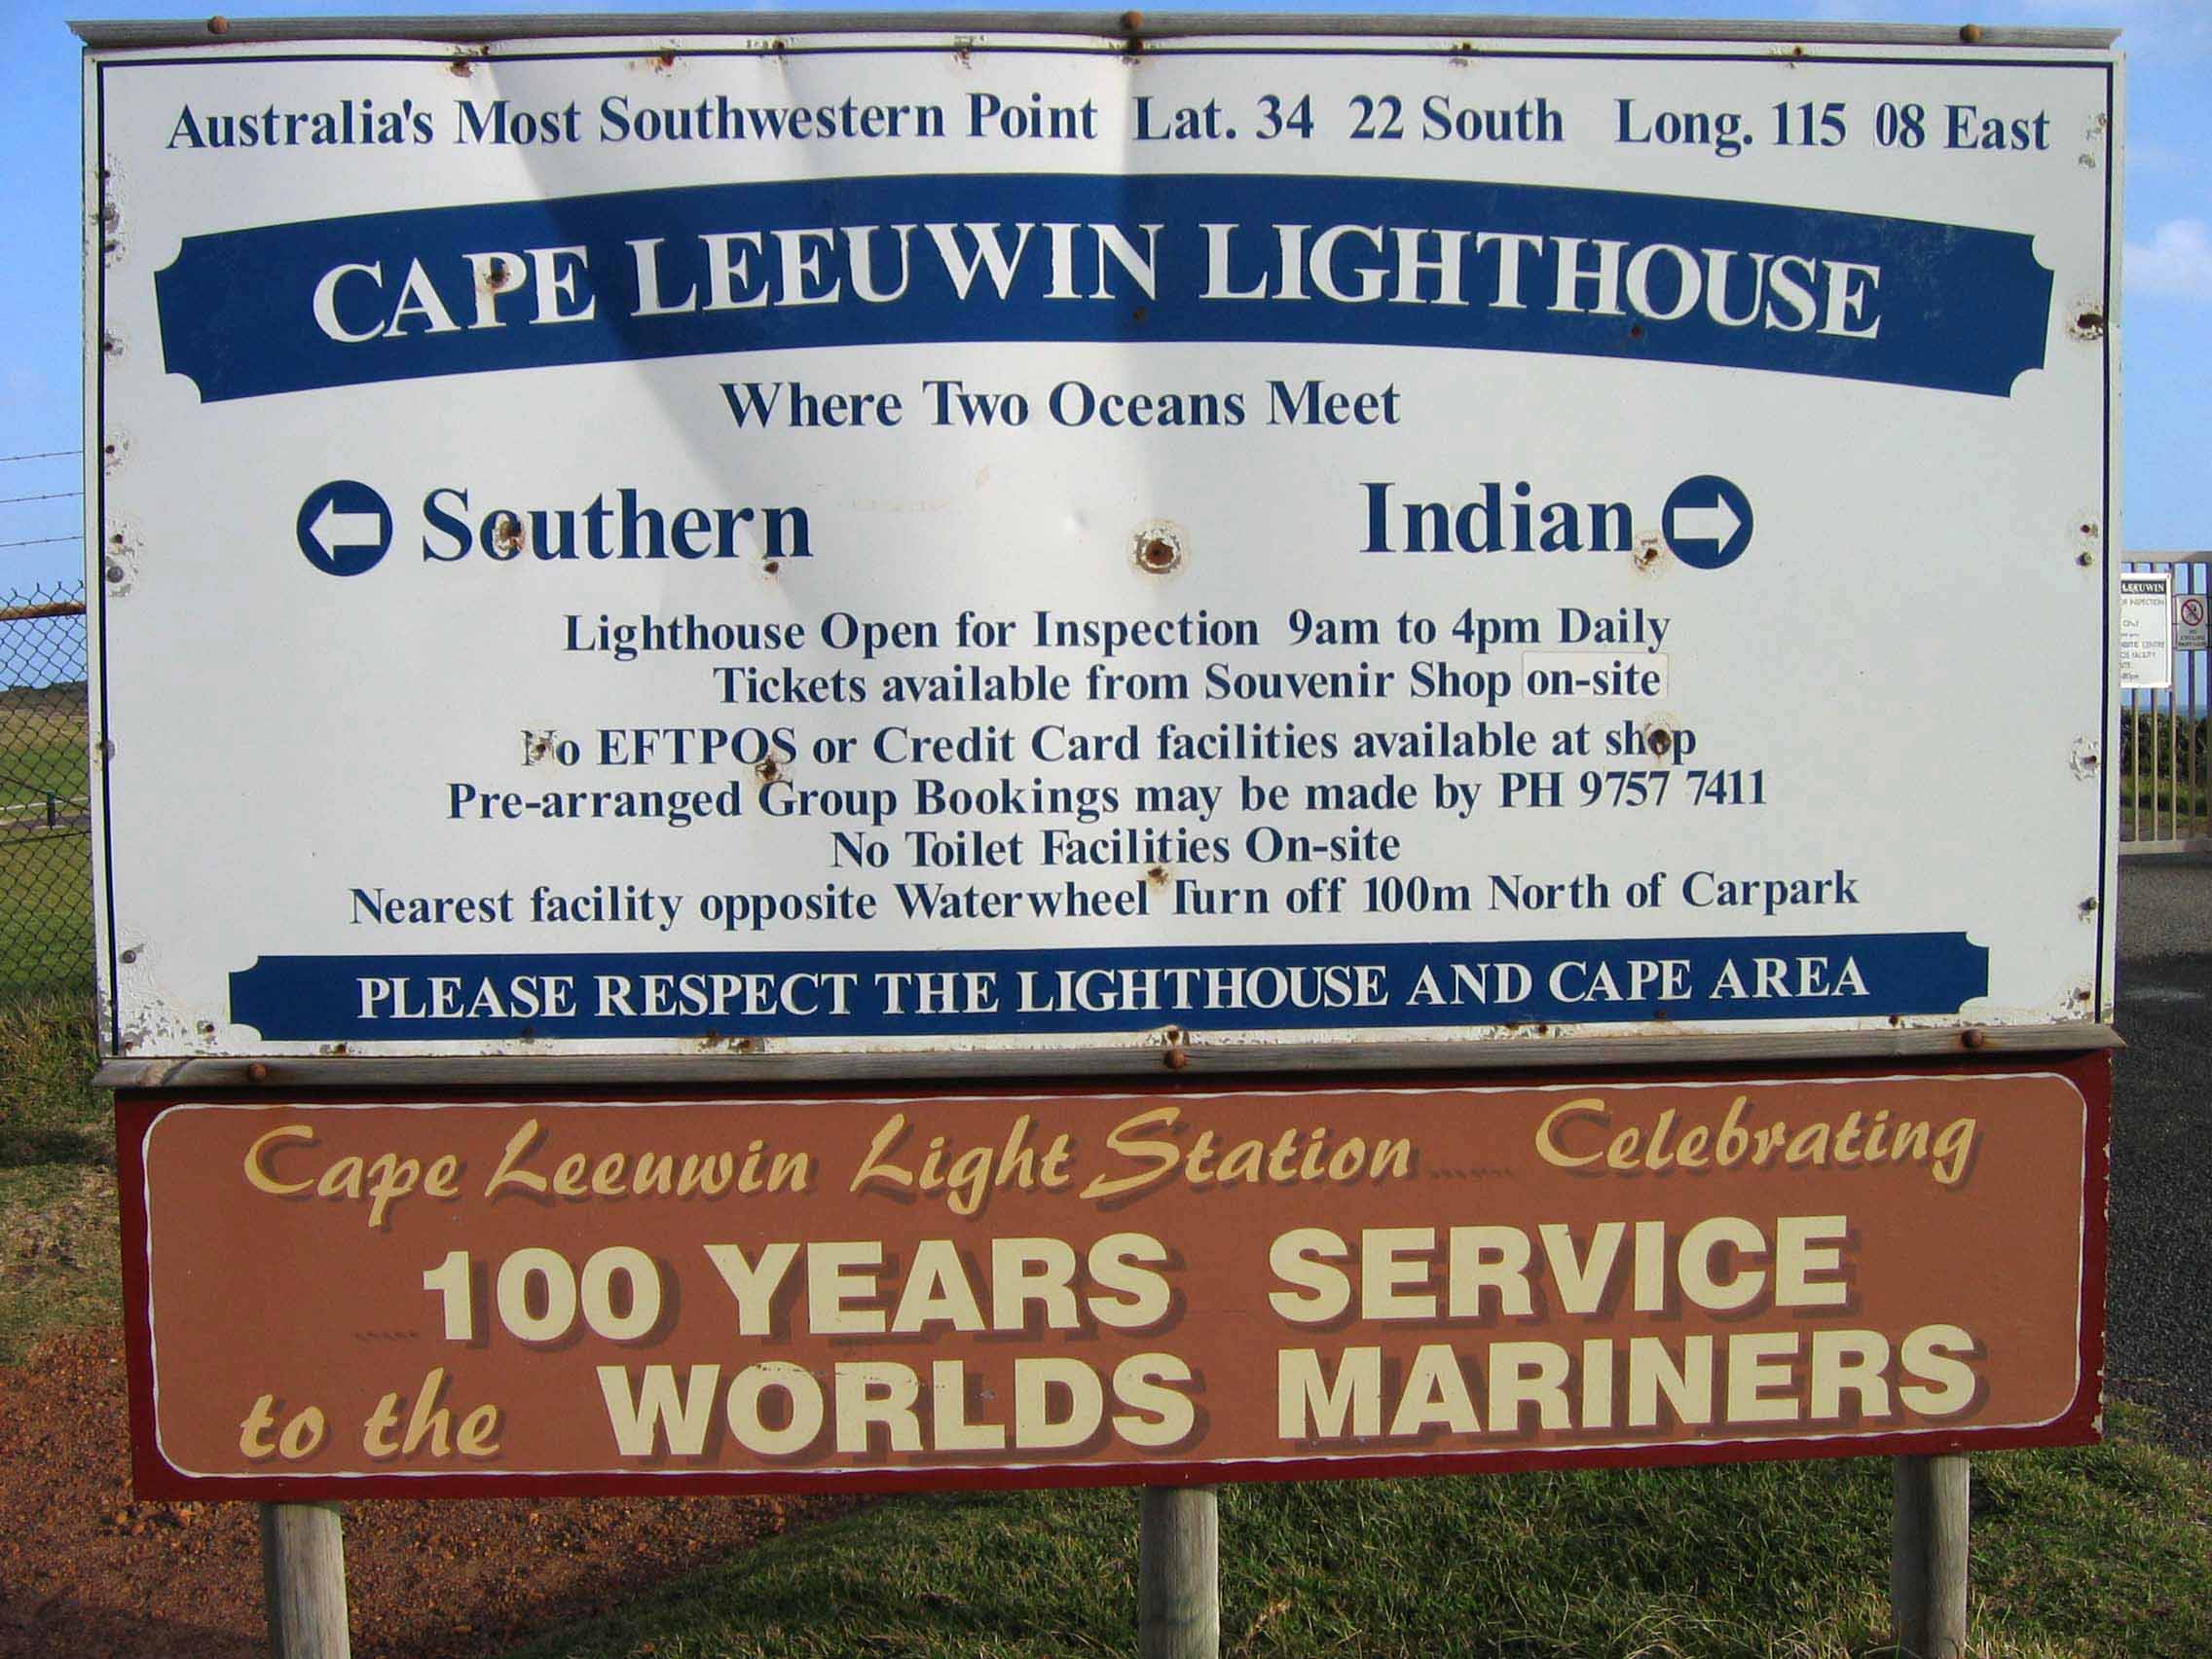 Australia's Most Southwestern Point Lat. 34 22 South Long. 115 08 East
CAPE LEEUWIN LIGHTHOUSE
Where Two Oceans Meet
Southern Indian
Lighthouse Open for Inspection 9am to 4pm Daily
Tickets available from Souvenir Shop on-site
No EFTPOS or Credit Card facilities available at shop
Pre-arranged Group Bookings may be made by PH 9757 7411
No Toilet Facilities On-site
Nearest facility opposite Waterwheel Turn off 100m North of Carpark
PLEASE RESPECT THE LIGHTHOUSE AND CAPE AREA
Cape Leeuwin Light Station Celebrating
100 YEARS SERVICE
to the WORLDS MARINERS
LEEUWIN